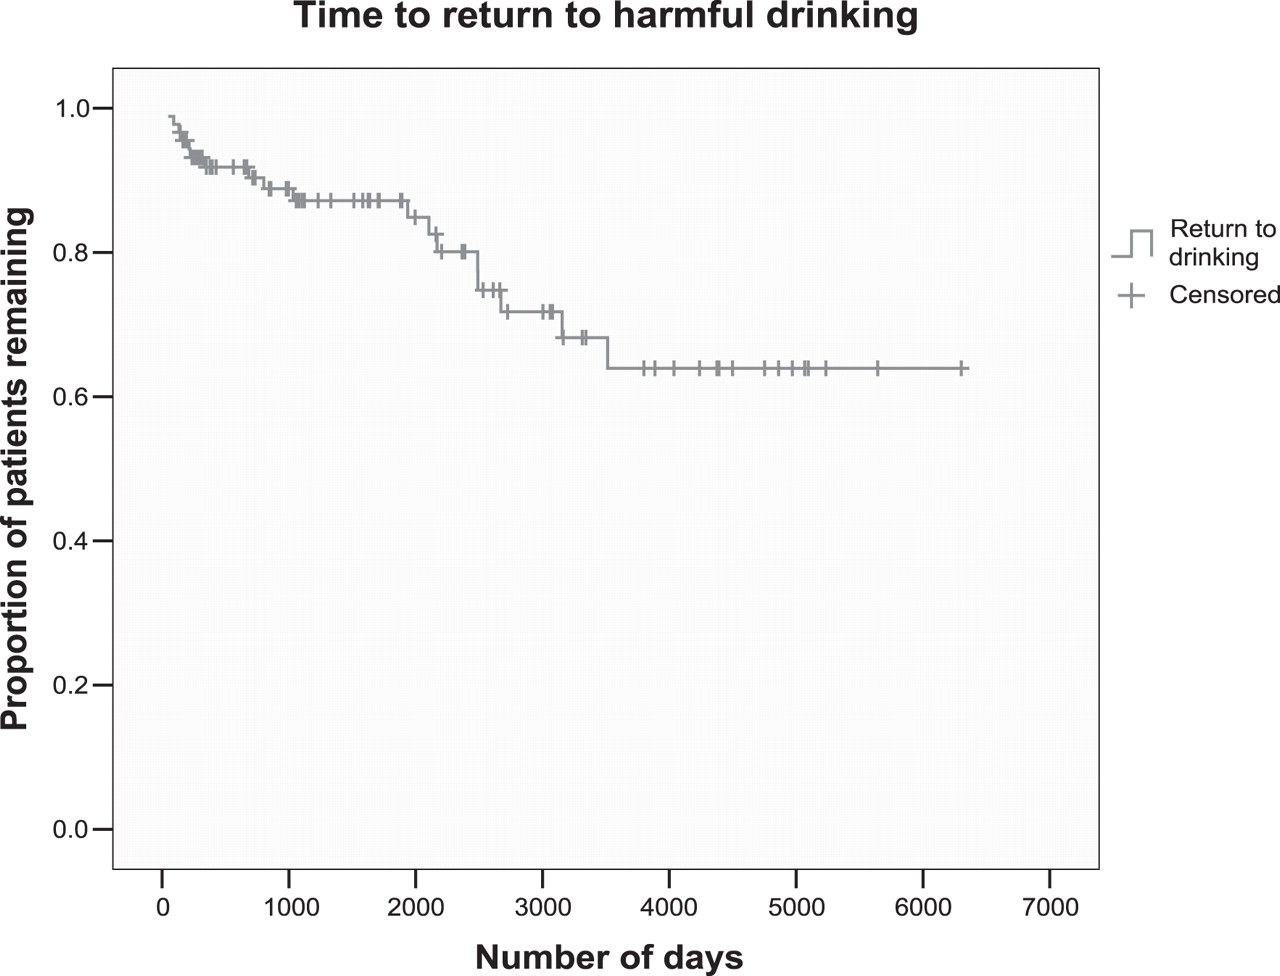 Time to return to harmful drinking
Proportion of patients remaining
1.0
0.8
0.6
0.4
0.2
0.0
0 1000 2000 3000 4000 5000 6000 7000
Number of days
Return to
drinking
Censored